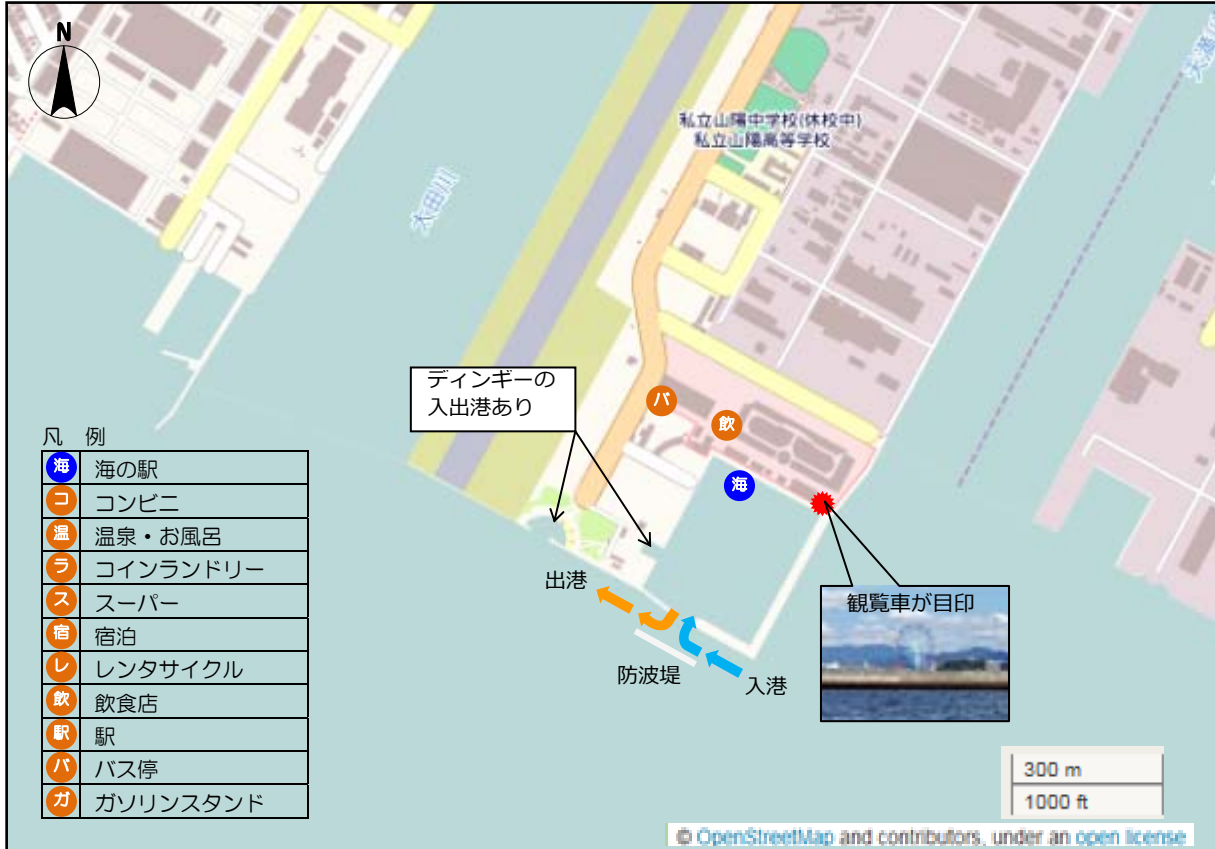 N
私立山陽中学校(休校中)
私立山陽高等学校
太田川
ディンギーの
入出港あり
バ
飲
海
出港
防波堤
入港
観覧車が目印
凡 例
海 海の駅
コ コンビニ
温 温泉・お風呂
ラ コインランドリー
ス スーパー
宿 宿泊
レ レンタサイクル
飲 飲食店
駅 駅
バ バス停
ガ ガソリンスタンド
300 m
1000 ft
© OpenStreetMap and contributors, under an open license